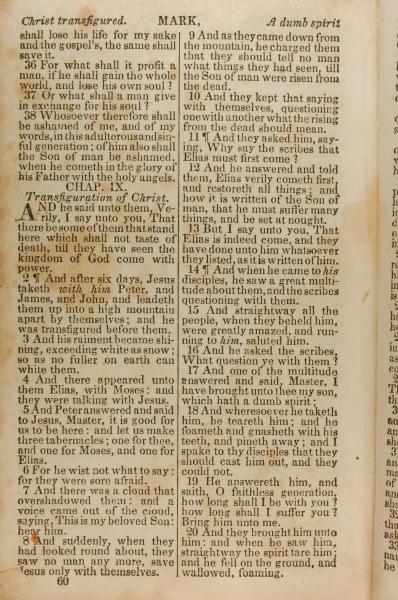 Christ transfigured. MARK, A dumb spirit
shall lose his life for my sake
and the gospel's, the same shall
save it.
36 For what shall it profit a
man, if he shall gain the whole
world, and lose his own soul?
37 Or what shall a man give
in exchange for his soul?
38 Whosoever therefore shall
be ashamed of me, and of my
words, in this adulterous and sin-
ful generation; of him also shall
the Son of man be ashamed,
when he cometh in the glory of
his Father with the holy angels.
CHAP. IX.
Transfiguration of Christ.
AND he said unto them, Ve-
rily, I say unto you, That
there be some of them that stand
here which shall not taste of
death, till they have seen the
kingdom of God come with
power.
2 ¶ And after six days, Jesus
taketh with him Peter, and
James, and John, and leadeth
them up into a high mountain
apart by themselves; and he
was transfigured before them.
3 And his raiment became shi-
ning, exceeding white as snow;
so as no fuller on earth can
white them.
4 And there appeared unto
them Elias, with Moses: and
they were talking with Jesus.
5 And Peter answered and said
to Jesus, Master, it is good for
us to be here: and let us make
three tabernacles; one for thee,
and one for Moses, and one for
Elias.
6 For he wist not what to say:
for they were sore afraid.
7 And there was a cloud that
overshadowed them: and a
voice came out of the cloud,
saying, This is my beloved Son:
hear him.
8 And suddenly, when they
had looked round about, they
saw no man any more, save
Jesus only with themselves.
60
9 And as they came down from
the mountain, he charged them
that they should tell no man
what things they had seen, till
the Son of man were risen from
the dead.
10 And they kept that saying
with themselves, questioning
one with another what the rising
from the dead should mean.
11 ¶ And they asked him, say-
ing, Why say the scribes that
Elias must first come?
12 And he answered and told
them, Elias verily cometh first,
and restoreth all things; and
how it is written of the Son of
man, that he must suffer many
things, and be set at nought.
13 But I say unto you, That
Elias is indeed come, and they
have done unto him whatsoever
they listed, as it is written of him.
14 ¶ And when he came to his
disciples, he saw a great multi-
tude about them, and the scribes
questioning with them.
15 And straightway all the
people, when they beheld him,
were greatly amazed, and run-
ning to him, saluted him.
16 And he asked the scribes,
What question ye with them?
17 And one of the multitude
answered and said, Master, I
have brought unto thee my son,
which hath a dumb spirit;
18 And wheresoever he taketh
him, he teareth him; and he
foameth and gnasheth with his
teeth, and pineth away; and I
spake to thy disciples that they
should cast him out, and they
could not.
19 He answereth him, and
saith, O faithless generation,
how long shall I be with you?
how long shall I suffer you?
Bring him unto me.
20 And they brought him unto
him: and when he saw him,
straightway the spirit tare him;
and he fell on the ground, and
wallowed, foaming.